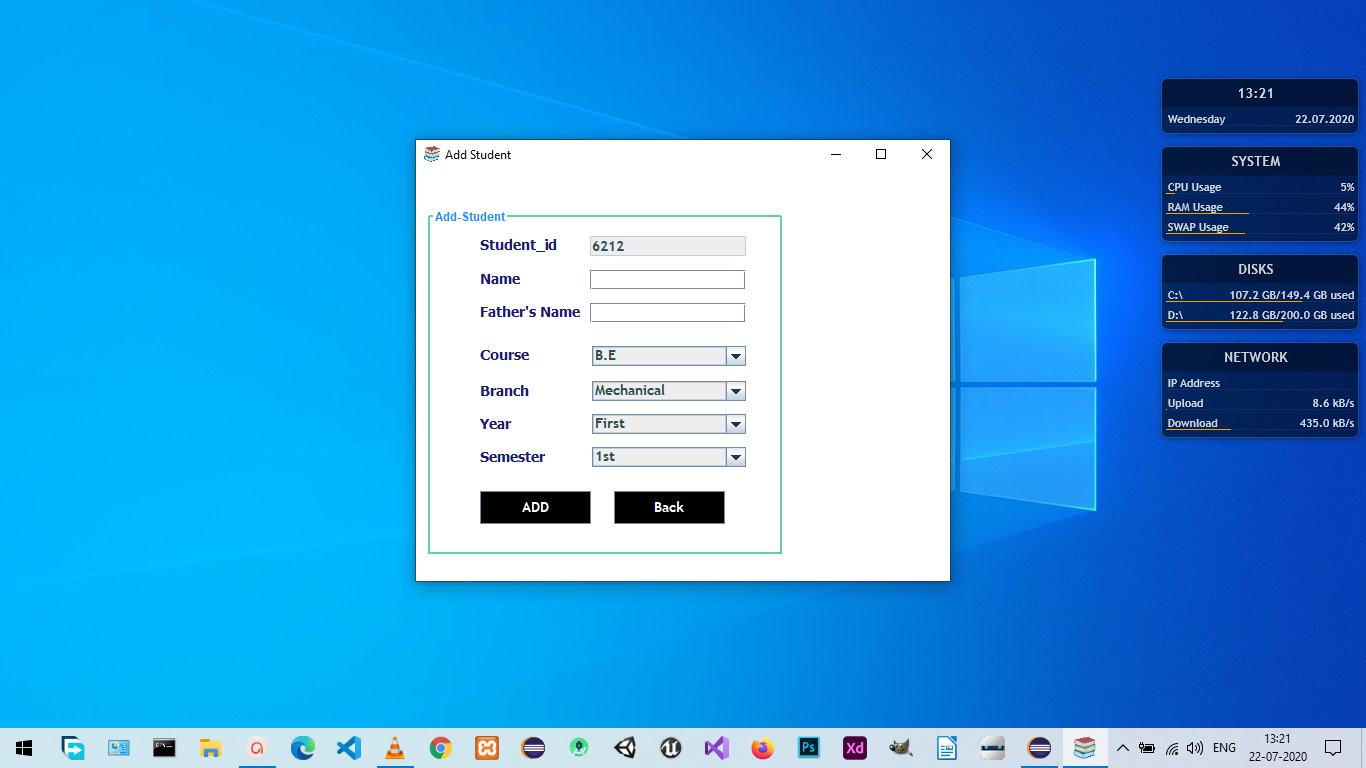 Add Student
Add-Student
Student_id 6212
Name
Father's Name
Course B.E
Branch Mechanical
Year First
Semester 1st
ADD Back
13:21
Wednesday 22.07.2020
SYSTEM
CPU Usage 5%
RAM Usage 44%
SWAP Usage 42%
DISKS
C:\ 107.2 GB/149.4 GB used
D:\ 122.8 GB/200.0 GB used
NETWORK
IP Address
Upload 8.6 kB/s
Download 435.0 kB/s
Ps Xd ENG 13:21
22-07-2020